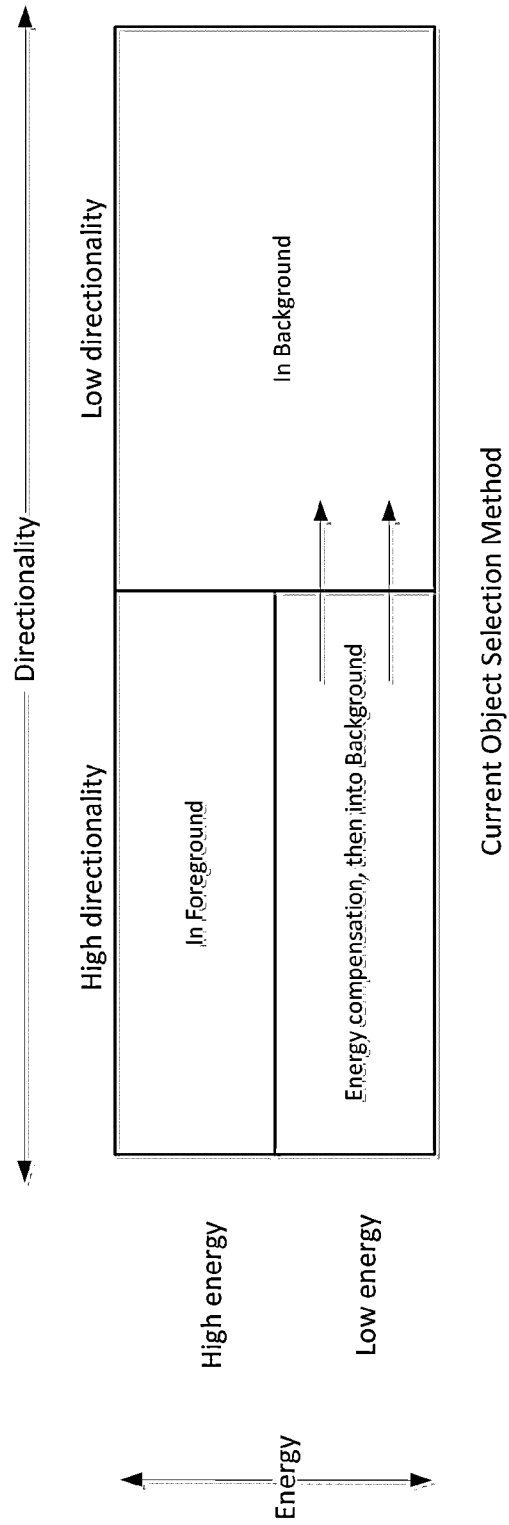 Directionality
High directionality
Low directionality
Energy
High energy
In Foreground
In Background
Low energy
Energy compensation, then into Background
Current Object Selection Method